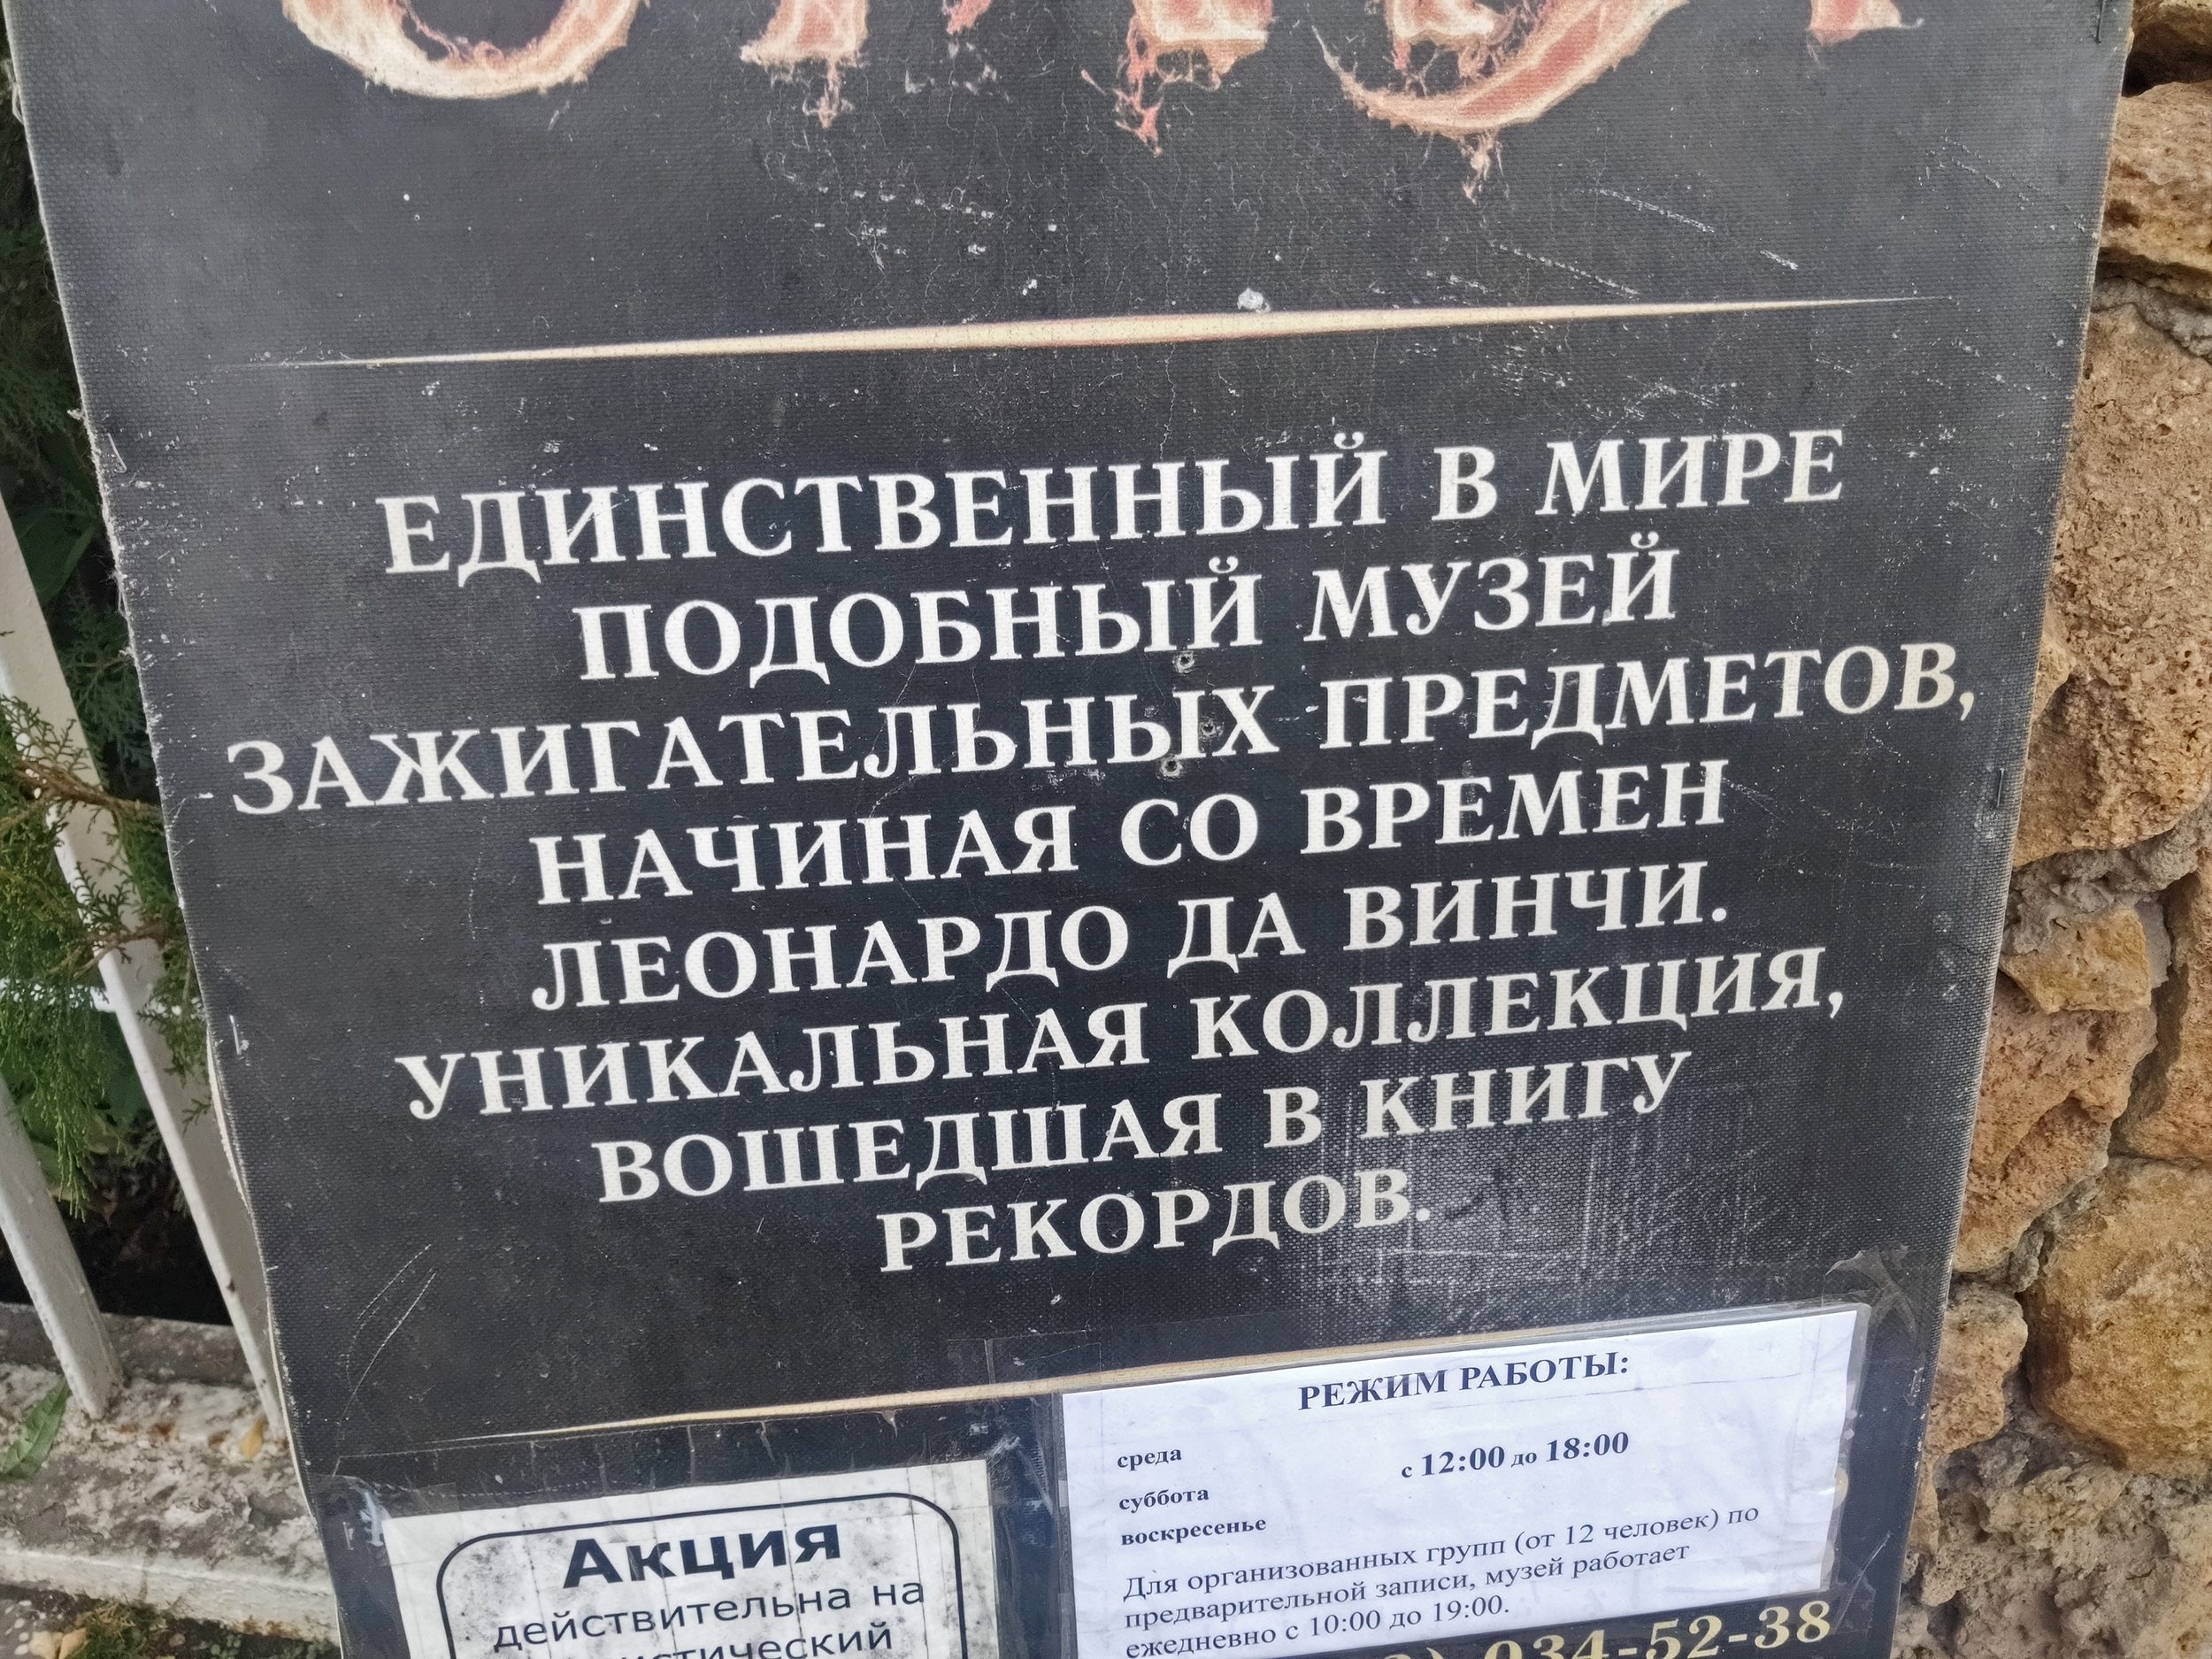 ЕДИНСТВЕННЫЙ В МИРЕ
ПОДОБНЫЙ МУЗЕЙ
ЗАЖИГАТЕЛЬНЫХ ПРЕДМЕТОВ,
НАЧИНАЯ СО ВРЕМЕН
ЛЕОНАРДО ДА ВИНЧИ.
УНИКАЛЬНАЯ КОЛЛЕКЦИЯ,
ВОШЕДШАЯ В КНИГУ
РЕКОРДОВ.
РЕЖИМ РАБОТЫ:
среда
с 12:00 до 18:00
суббота
воскресенье
Для организованных групп (от 12 человек) по
предварительной записи, музей работает
ежедневно с 10:00 до 19:00.
034-52-38
Акция
действительна на